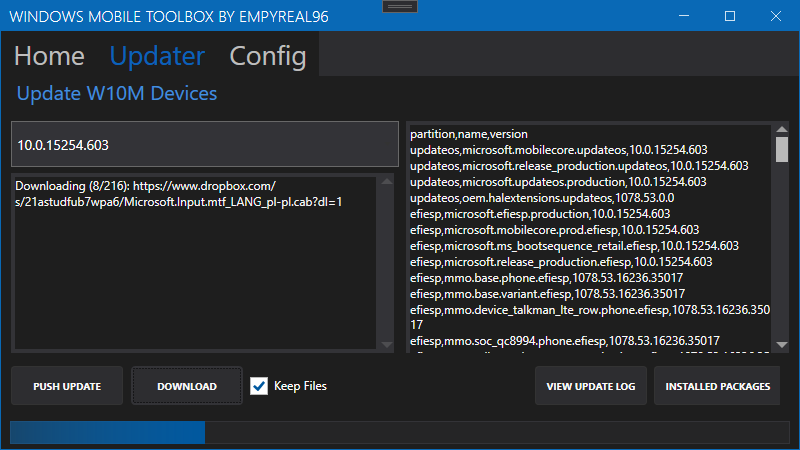 WINDOWS MOBILE TOOLBOX BY EMPYREAL96
Home Updater Config
Update W10M Devices
10.0.15254.603
Downloading (8/216): https://www.dropbox.com/
s/21astudfub7wpa6/Microsoft.Input.mtf_LANG_pl-pl.cab?dl=1
partition,name,version
updateos,microsoft.mobilecore.updateos,10.0.15254.603
updateos,microsoft.release_production.updateos,10.0.15254.603
updateos,microsoft.updateos.production,10.0.15254.603
updateos,oem.halextensions.updateos,1078.53.0.0
efiesp,microsoft.efiesp.production,10.0.15254.603
efiesp,microsoft.mobilecore.prod.efiesp,10.0.15254.603
efiesp,microsoft.ms_bootsequence_retail.efiesp,10.0.15254.603
efiesp,microsoft.release_production.efiesp,10.0.15254.603
efiesp,mmo.base.phone.efiesp,1078.53.16236.35017
efiesp,mmo.base.variant.efiesp,1078.53.16236.35017
efiesp,mmo.device_talkman_lte_row.phone.efiesp,1078.53.16236.350
17
efiesp,mmo.soc_qc8994.phone.efiesp,1078.53.16236.35017
PUSH UPDATE
DOWNLOAD
Keep Files
VIEW UPDATE LOG
INSTALLED PACKAGES